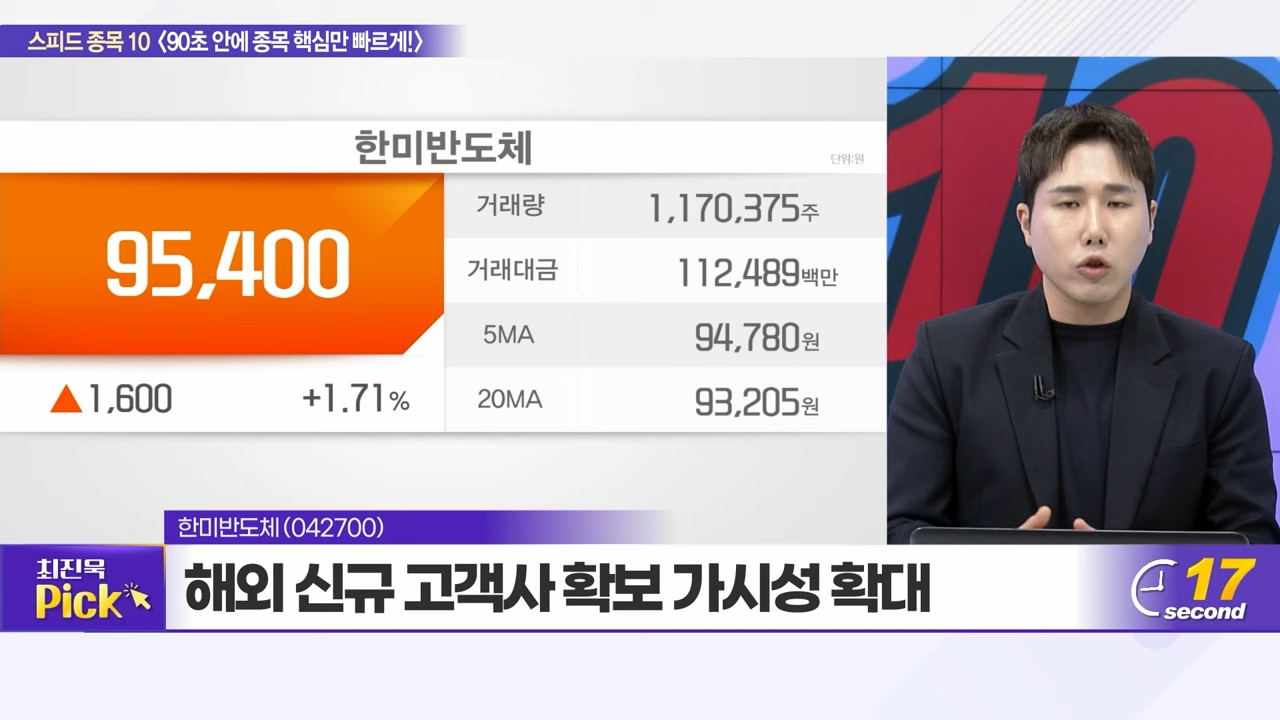 스피드 종목 10 〈90초 안에 종목 핵심만 빠르게!〉
한미반도체
단위:원
95,400
▲1,600 +1.71%
거래량 1,170,375주
거래대금 112,489백만
5MA 94,780원
20MA 93,205원
10
한미반도체(042700)
최진욱
Pick
해외 신규 고객사 확보 가시성 확대
17
second